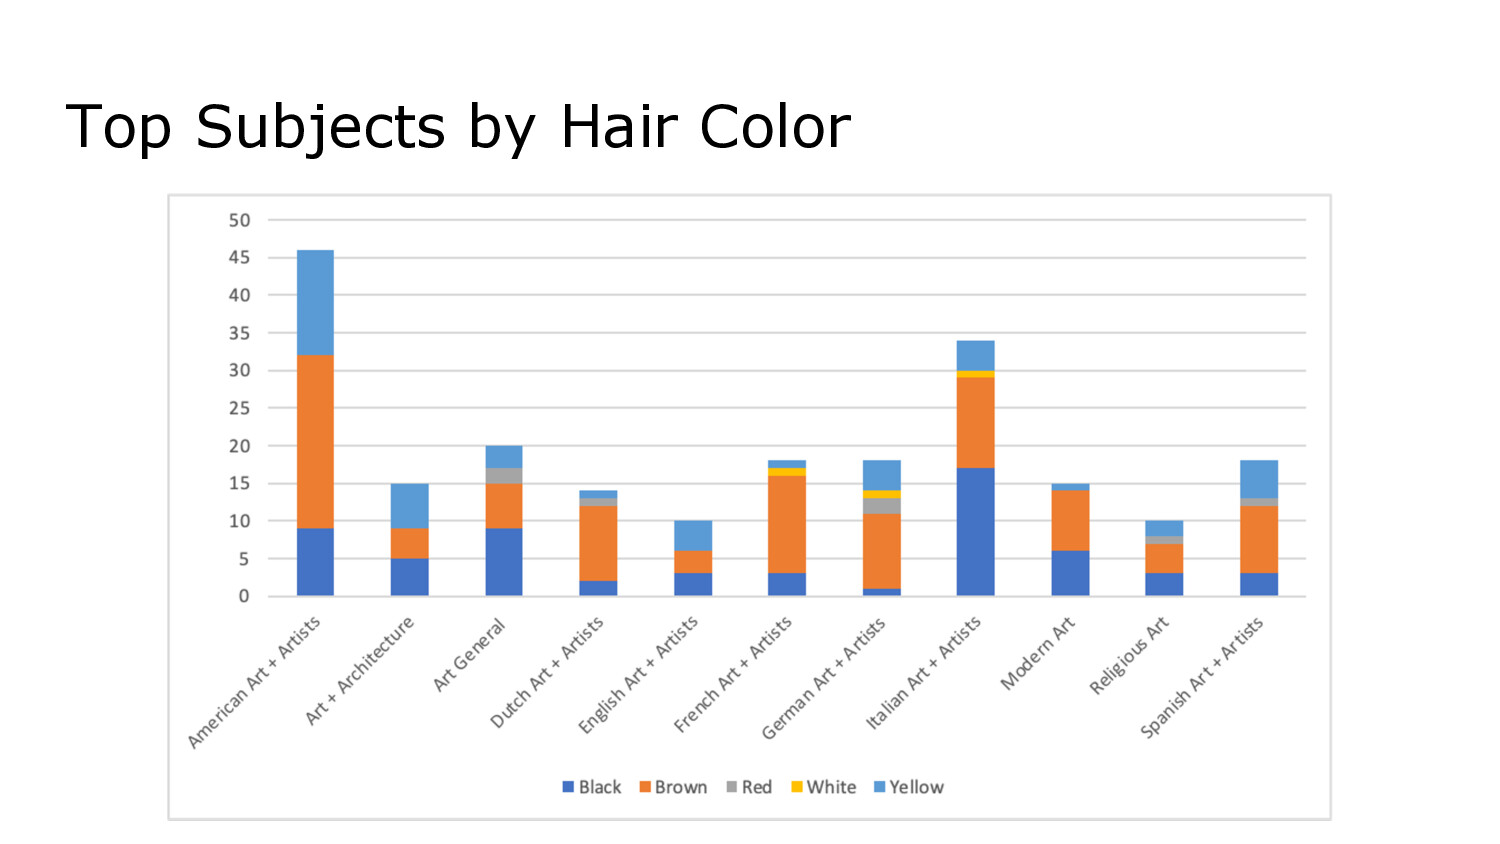 Top Subjects by Hair Color
50
45
40
35
30
25
20
15
10
5
0
American Art + Artists
Art + Architecture
Art General
Dutch Art + Artists
English Art + Artists
French Art + Artists
German Art + Artists
Italian Art + Artists
Modern Art
Religious Art
Spanish Art + Artists
Black Brown Red White Yellow